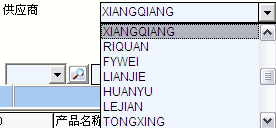 供应商 XIANGQIANG
XIANGQIANG
RIQUAN
FYWEI
LIANJIE
HUANYU
LEJIAN
TONGXING
产品名称